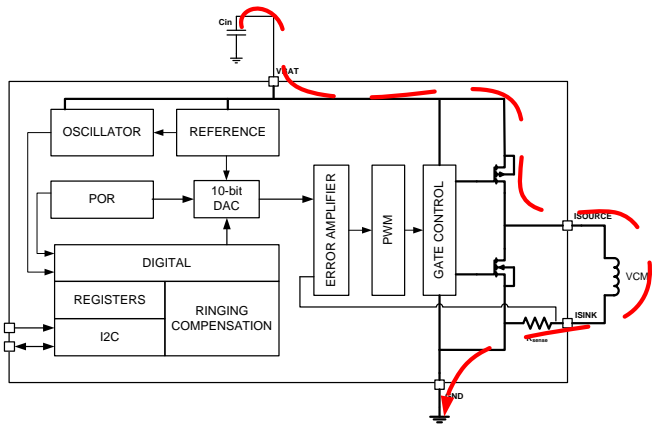 Cin
VBAT
OSCILLATOR
REFERENCE
POR
10-bit
DAC
ERROR AMPLIFIER
PWM
GATE CONTROL
ISOURCE
VCM
DIGITAL
REGISTERS
I2C
RINGING
COMPENSATION
ISINK
Rsense
GND